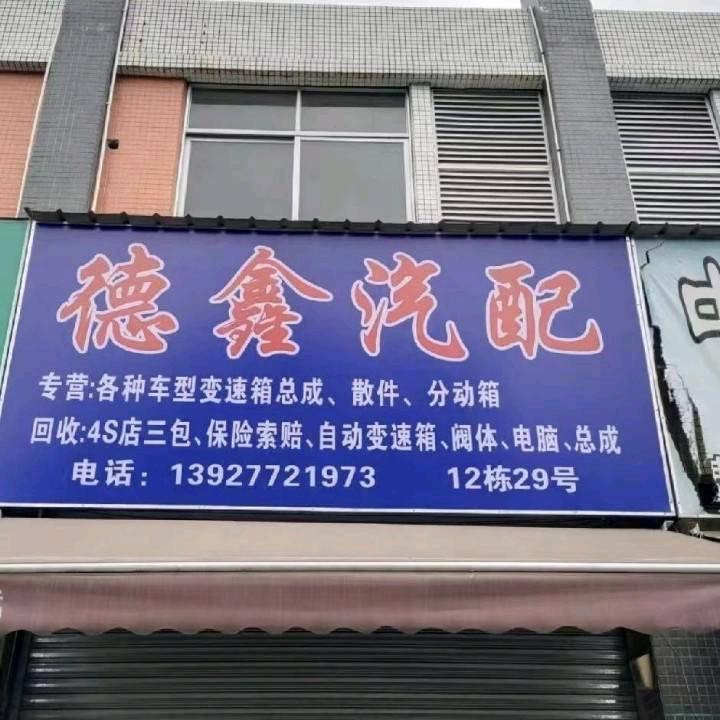 德鑫汽配
专营:各种车型变速箱总成、散件、分动箱
回收:4S店三包、保险索赔、自动变速箱、阀体、电脑、总成
电话：13927721973 12栋29号